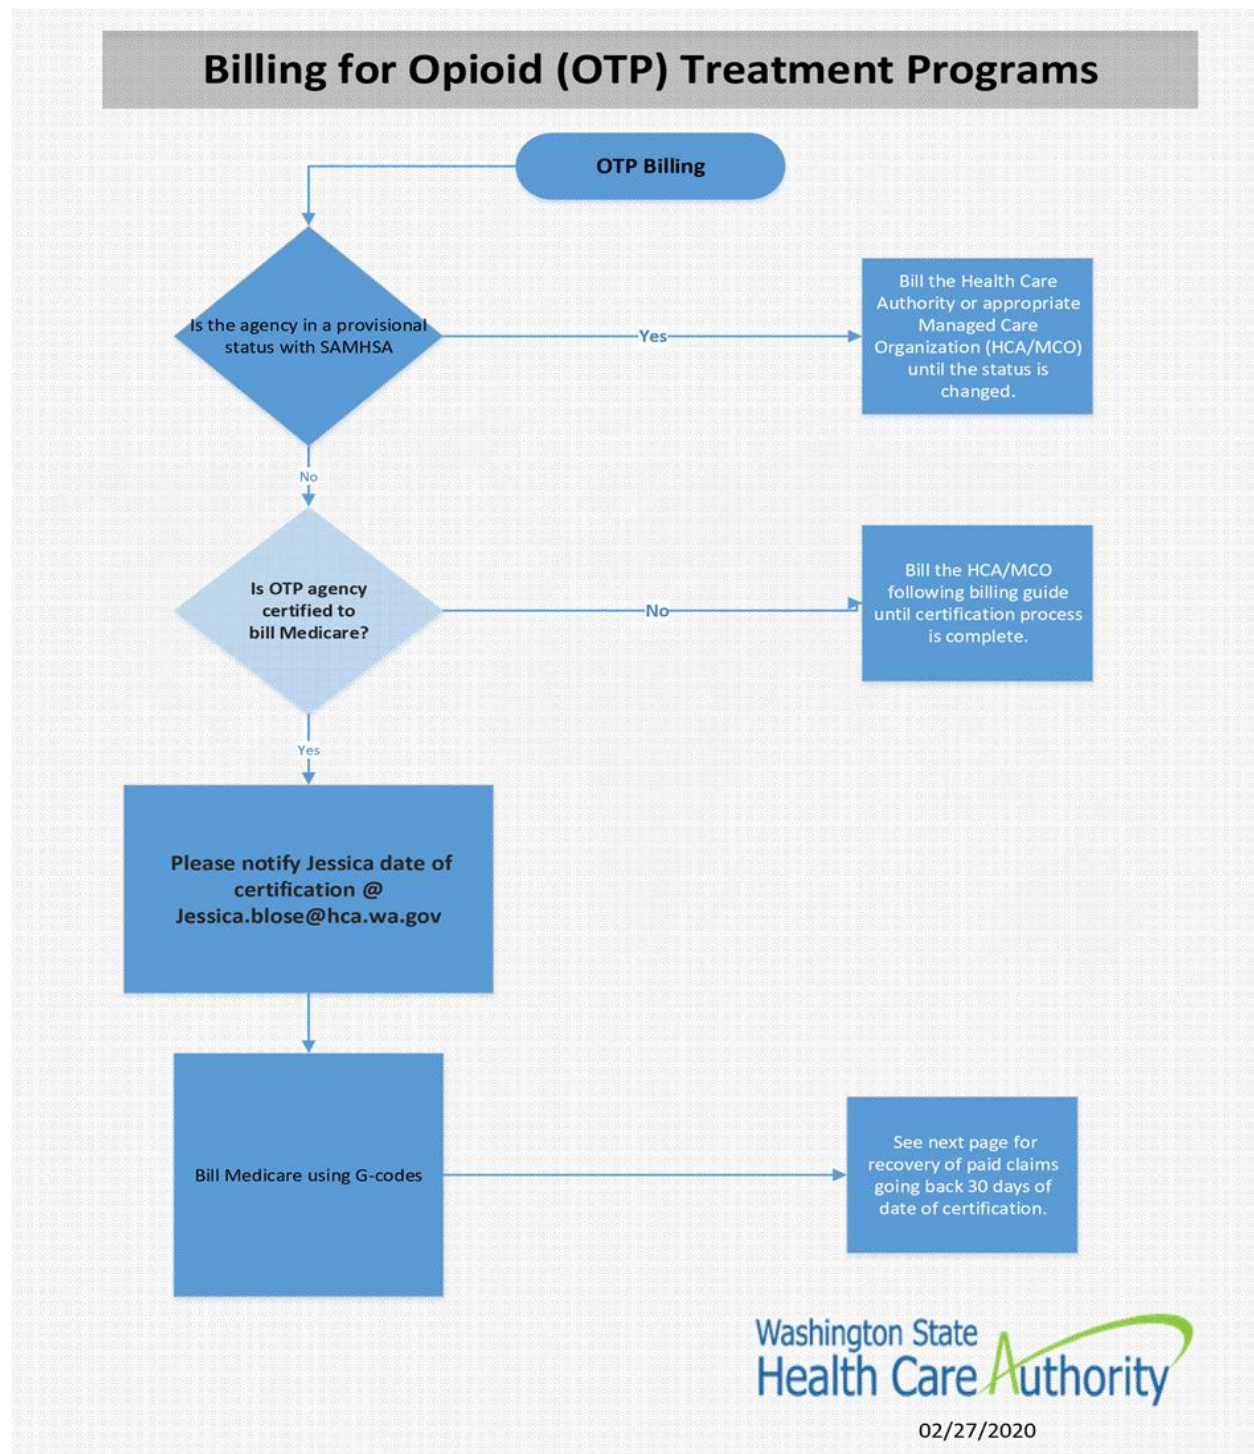 Billing for Opioid (OTP) Treatment Programs
OTP Billing
Is the agency in a provisional
status with SAMHSA
Yes
Bill the Health Care
Authority or appropriate
Managed Care
Organization (HCA/MCO)
until the status is
changed.
No
Is OTP agency
certified to
bill Medicare?
No
Bill the HCA/MCO
following billing guide
until certification process
is complete.
Yes
Please notify Jessica date of
certification @
Jessica.blose@hca.wa.gov
Bill Medicare using G-codes
See next page for
recovery of paid claims
going back 30 days of
date of certification.
Washington State
Health Care Authority
02/27/2020